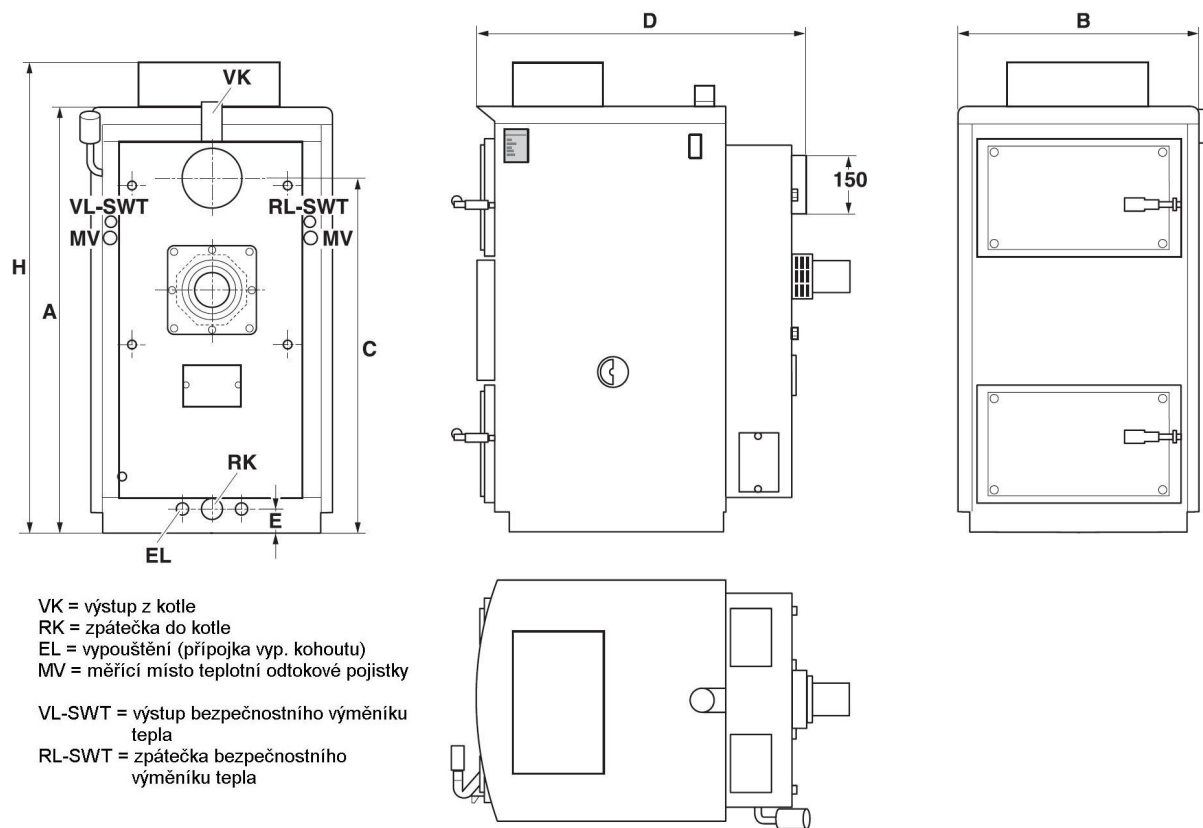 D
B
VK
150
VL-SWT
RL-SWT
MV
MV
H
A
C
RK
E
EL
VK = výstup z kotle
RK = zpátečka do kotle
EL = vypouštění (přípojka vyp. kohoutu)
MV = měřící místo teplotní odtokové pojistky
VL-SWT = výstup bezpečnostního výměníku
tepla
RL-SWT = zpátečka bezpečnostního
výměníku tepla